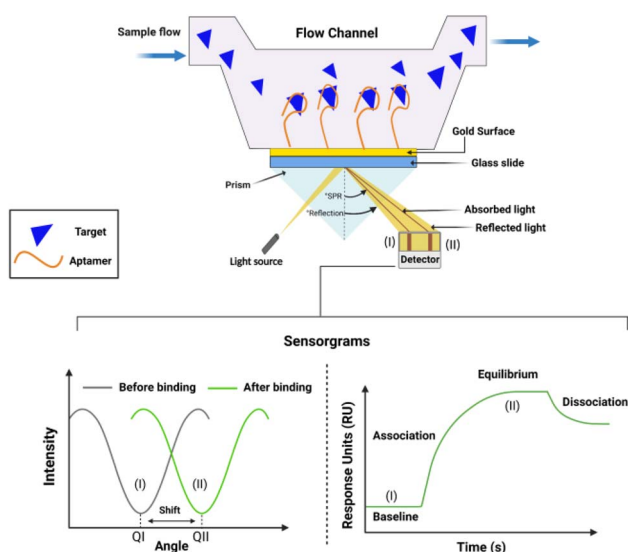 Sample flow
Flow Channel
Gold Surface
Glass slide
Prism
°SPR
°Reflection
Absorbed light
Reflected light
(I)
(II)
Light source
Detector
Target
Aptamer
Sensorgrams
Before binding
After binding
Intensity
(I)
(II)
Shift
QI
QII
Angle
Response Units (RU)
Equilibrium
(II)
Dissociation
Association
(I)
Baseline
Time (s)